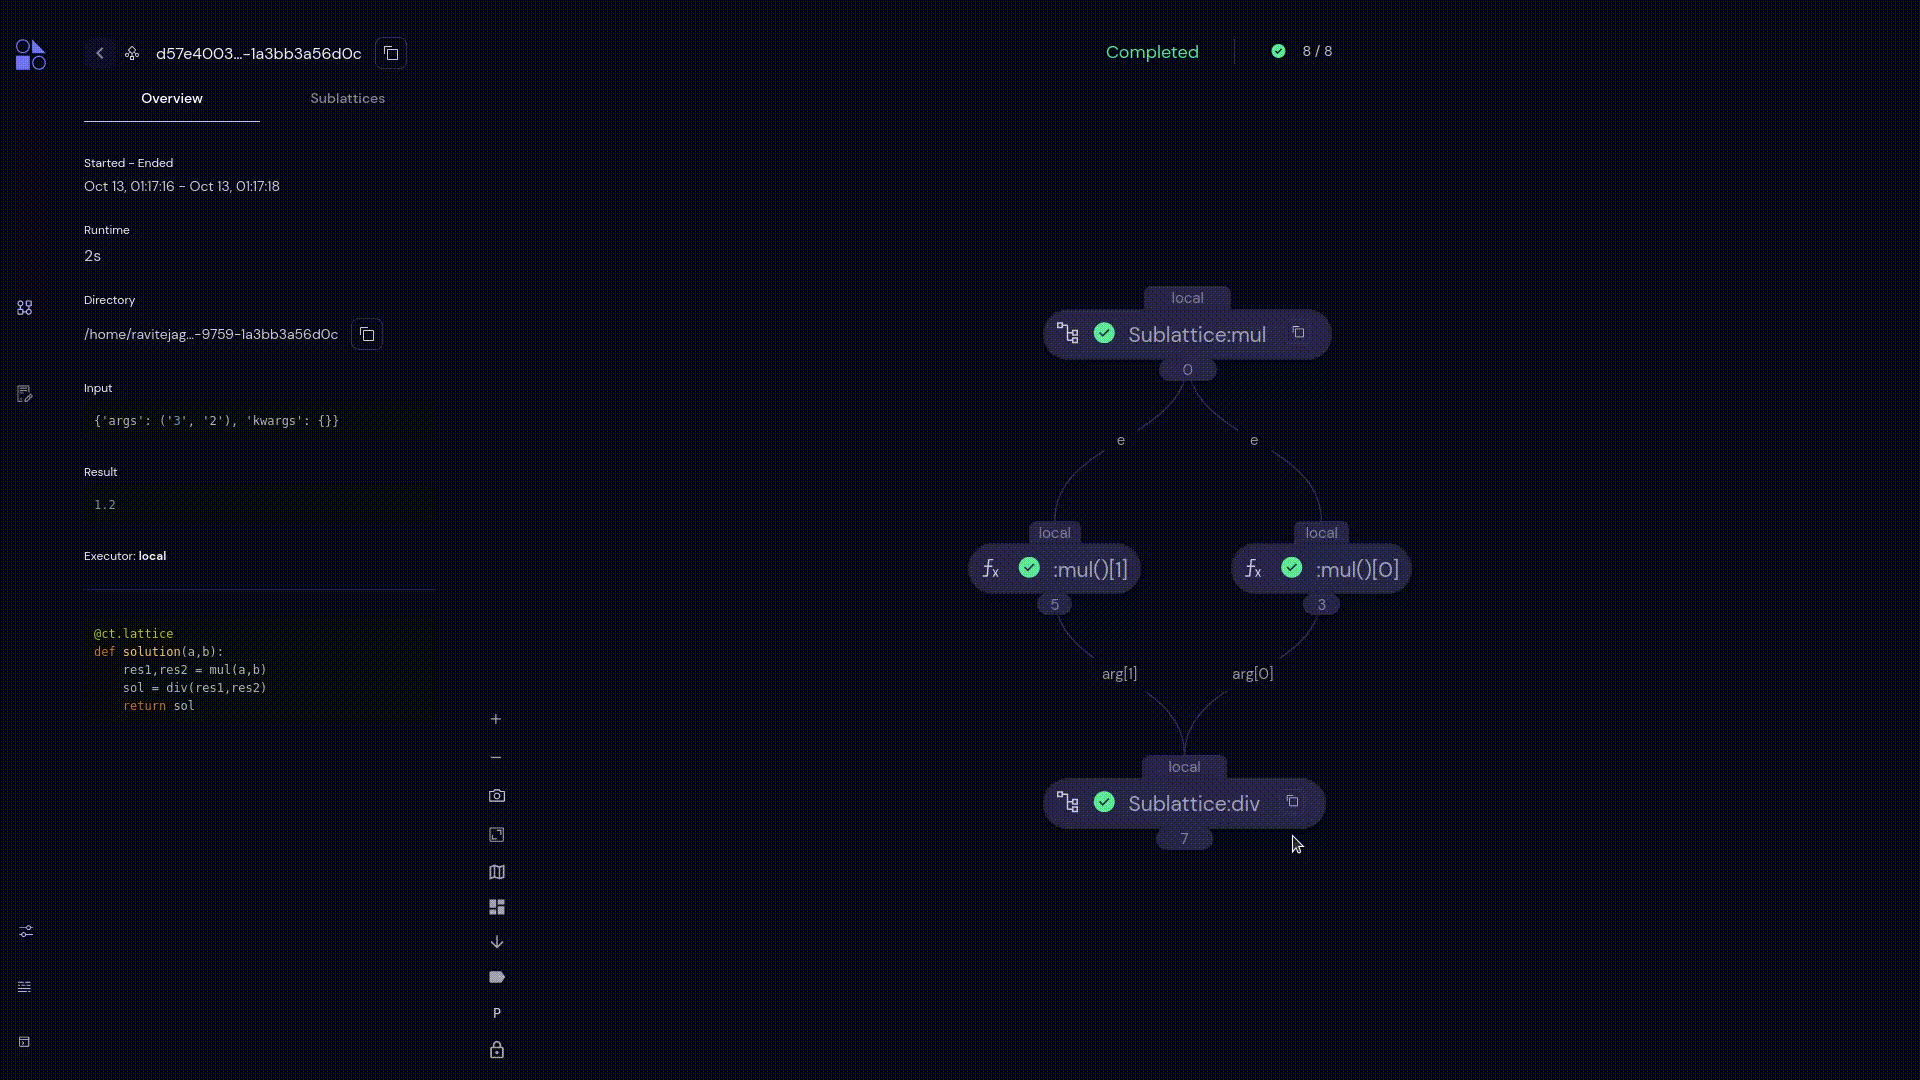 d57e4003...-1a3bb3a56d0c
Completed
8 / 8
Overview
Sublattices
Started - Ended
Oct 13, 01:17:16 - Oct 13, 01:17:18
Runtime
2s
Directory
/home/ravitejag...-9759-1a3bb3a56d0c
Input
{'args': ('3', '2'), 'kwargs': {}}
Result
1.2
Executor: local
@ct.lattice
def solution(a,b):
    res1,res2 = mul(a,b)
    sol = div(res1,res2)
    return sol
P
local
Sublattice:mul
0
e
e
local
local
fx :mul()[1]
fx :mul()[0]
5
3
arg[1]
arg[0]
local
Sublattice:div
7